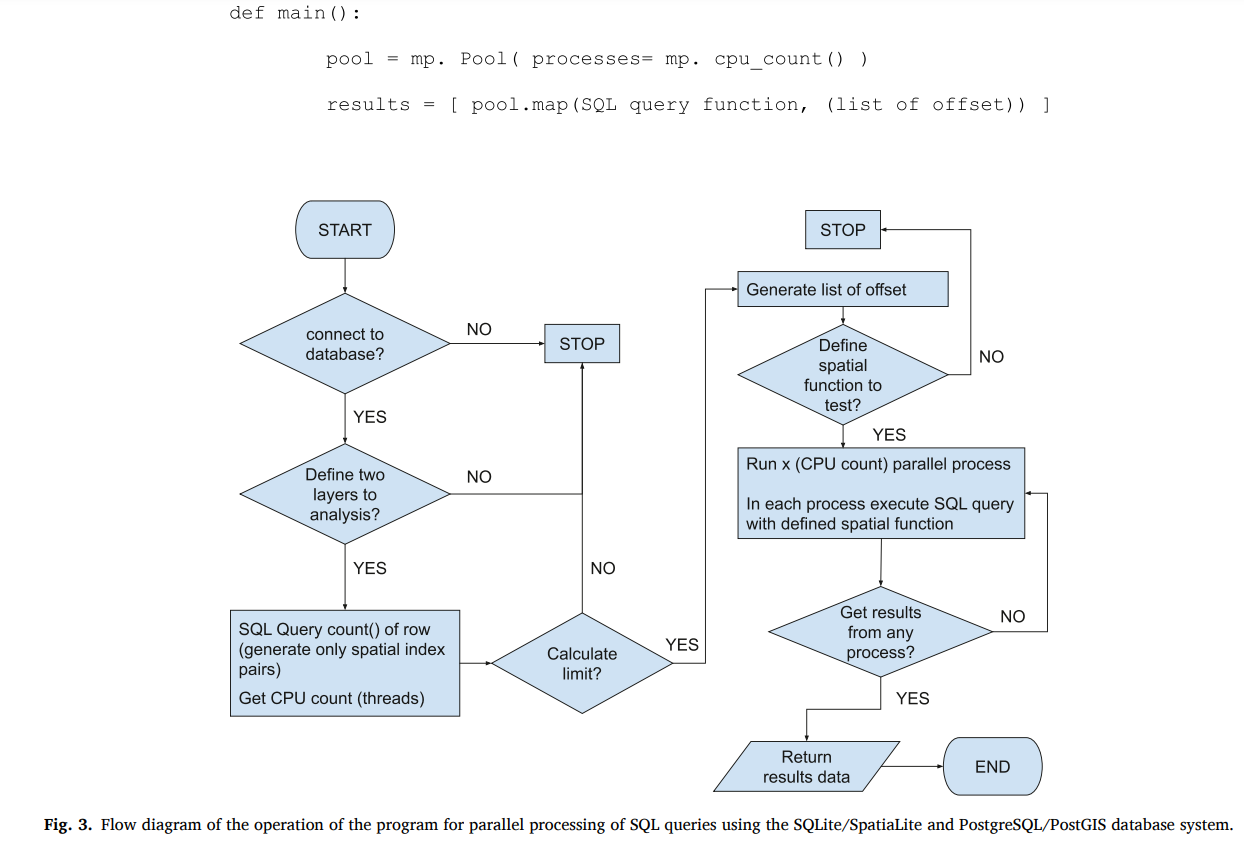 def main():
pool = mp. Pool( processes= mp. cpu_count() )
results = [ pool.map(SQL query function, (list of offset)) ]
START
connect to
database?
NO
STOP
YES
Define two
layers to
analysis?
NO
YES
SQL Query count() of row
(generate only spatial index
pairs)
Get CPU count (threads)
Calculate
limit?
NO
YES
STOP
Generate list of offset
Define
spatial
function to
test?
NO
YES
Run x (CPU count) parallel process
In each process execute SQL query
with defined spatial function
Get results
from any
process?
NO
YES
Return
results data
END
Fig. 3. Flow diagram of the operation of the program for parallel processing of SQL queries using the SQLite/SpatiaLite and PostgreSQL/PostGIS database system.